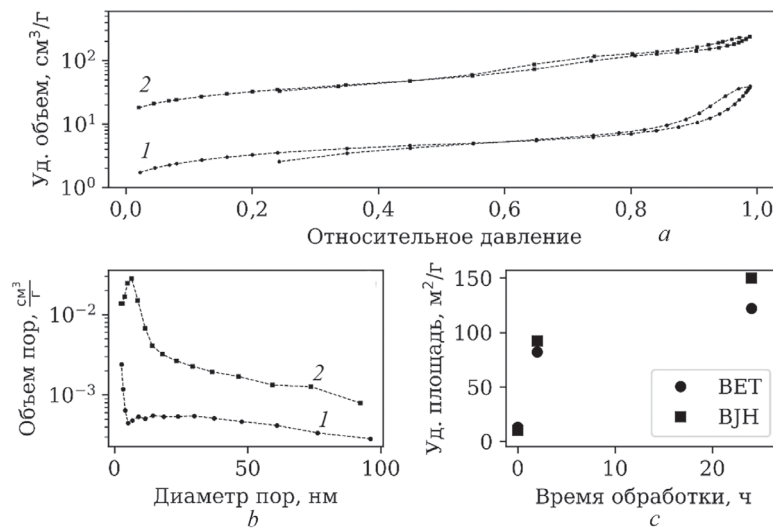 Уд. объем, см³/г
10²
10¹
10⁰
2
1
0,0 0,2 0,4 0,6 0,8 1,0
Относительное давление
a
Объем пор, см³/г
10⁻²
10⁻³
2
1
0 50 100
Диаметр пор, нм
b
Уд. площадь, м²/г
150
100
50
0
BET
BJH
0 10 20
Время обработки, ч
c